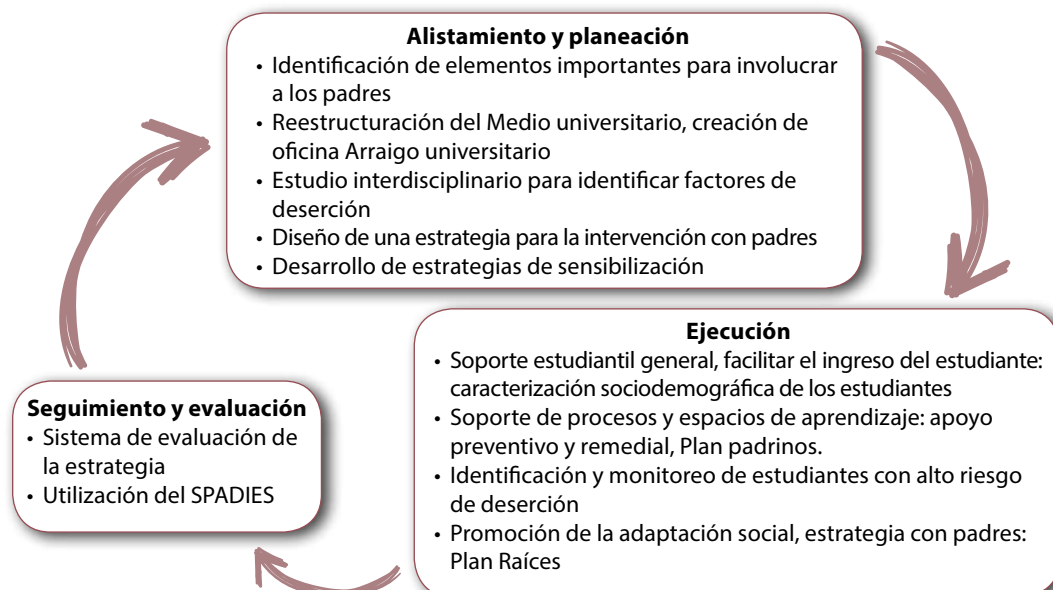 Alistamiento y planeación
• Identificación de elementos importantes para involucrar
a los padres
• Reestructuración del Medio universitario, creación de
oficina Arraigo universitario
• Estudio interdisciplinario para identificar factores de
deserción
• Diseño de una estrategia para la intervención con padres
• Desarrollo de estrategias de sensibilización
Ejecución
• Soporte estudiantil general, facilitar el ingreso del estudiante:
caracterización sociodemográfica de los estudiantes
• Soporte de procesos y espacios de aprendizaje: apoyo
preventivo y remedial, Plan padrinos.
• Identificación y monitoreo de estudiantes con alto riesgo
de deserción
• Promoción de la adaptación social, estrategia con padres:
Plan Raíces
Seguimiento y evaluación
• Sistema de evaluación de
la estrategia
• Utilización del SPADIES